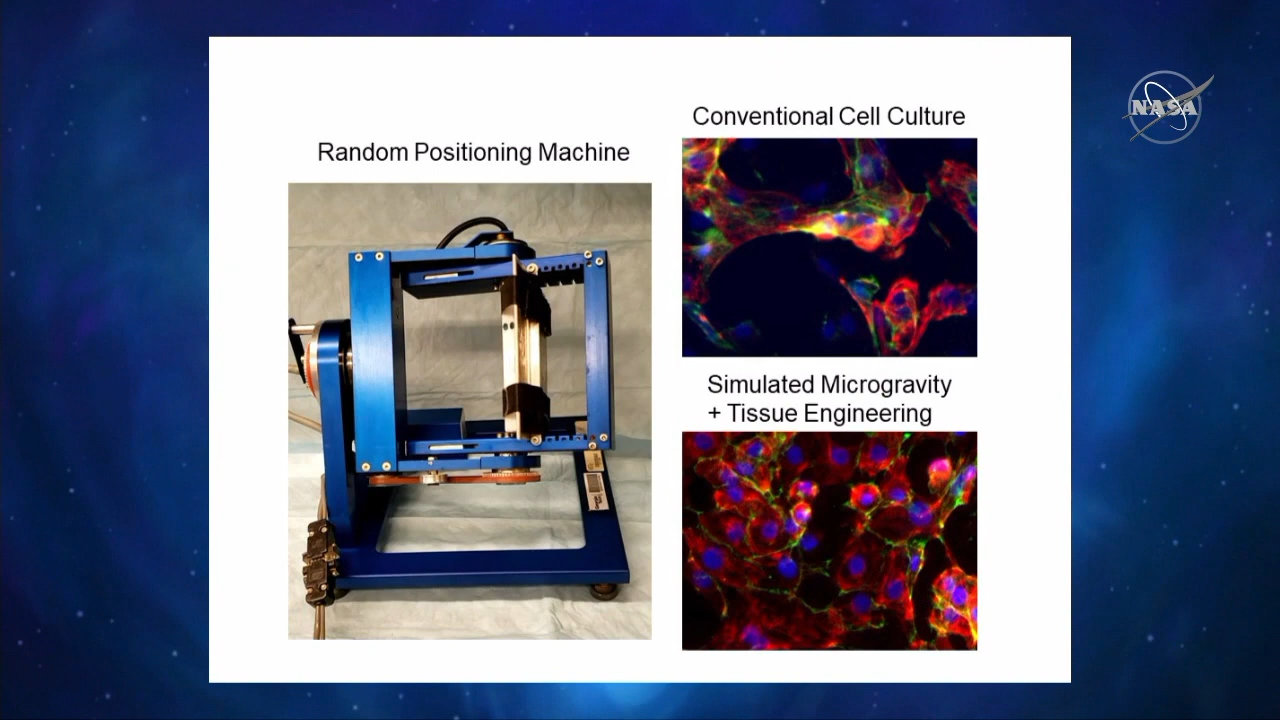 Random Positioning Machine
Conventional Cell Culture
Simulated Microgravity
+ Tissue Engineering
NASA